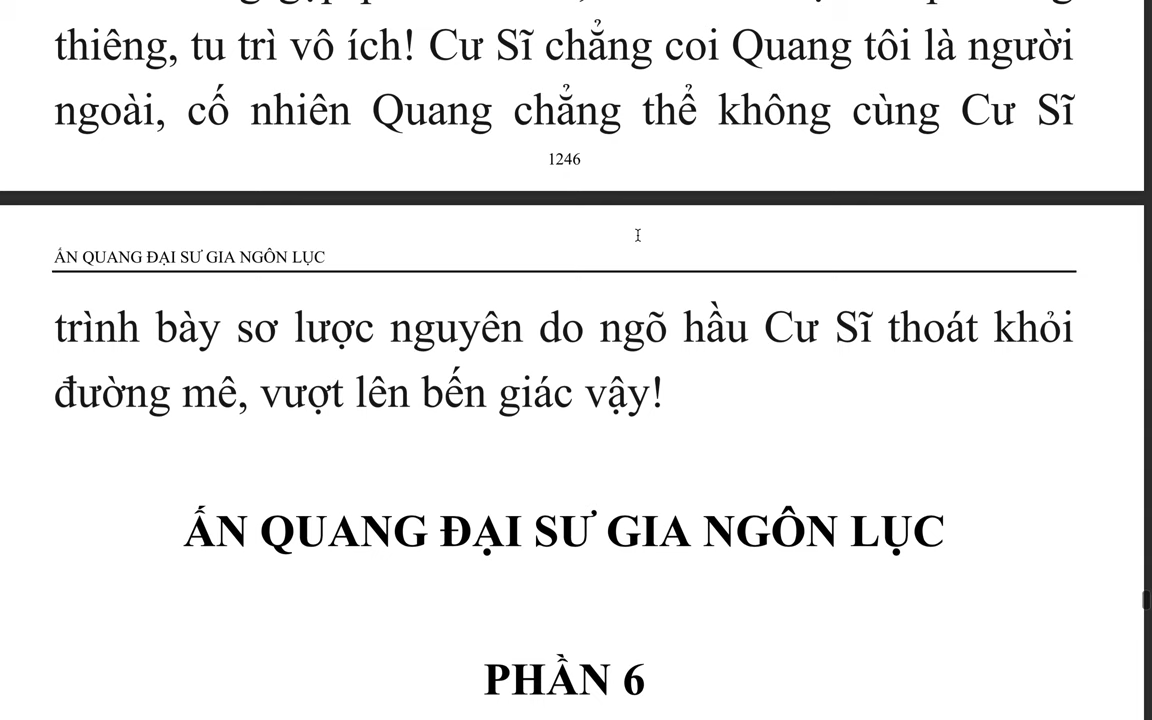 thiêng, tu trì vô ích! Cư Sĩ chẳng coi Quang tôi là người
ngoài, cố nhiên Quang chẳng thể không cùng Cư Sĩ
1246
ẤN QUANG ĐẠI SƯ GIA NGÔN LỤC
trình bày sơ lược nguyên do ngõ hầu Cư Sĩ thoát khỏi
đường mê, vượt lên bến giác vậy!
ẤN QUANG ĐẠI SƯ GIA NGÔN LỤC
PHẦN 6